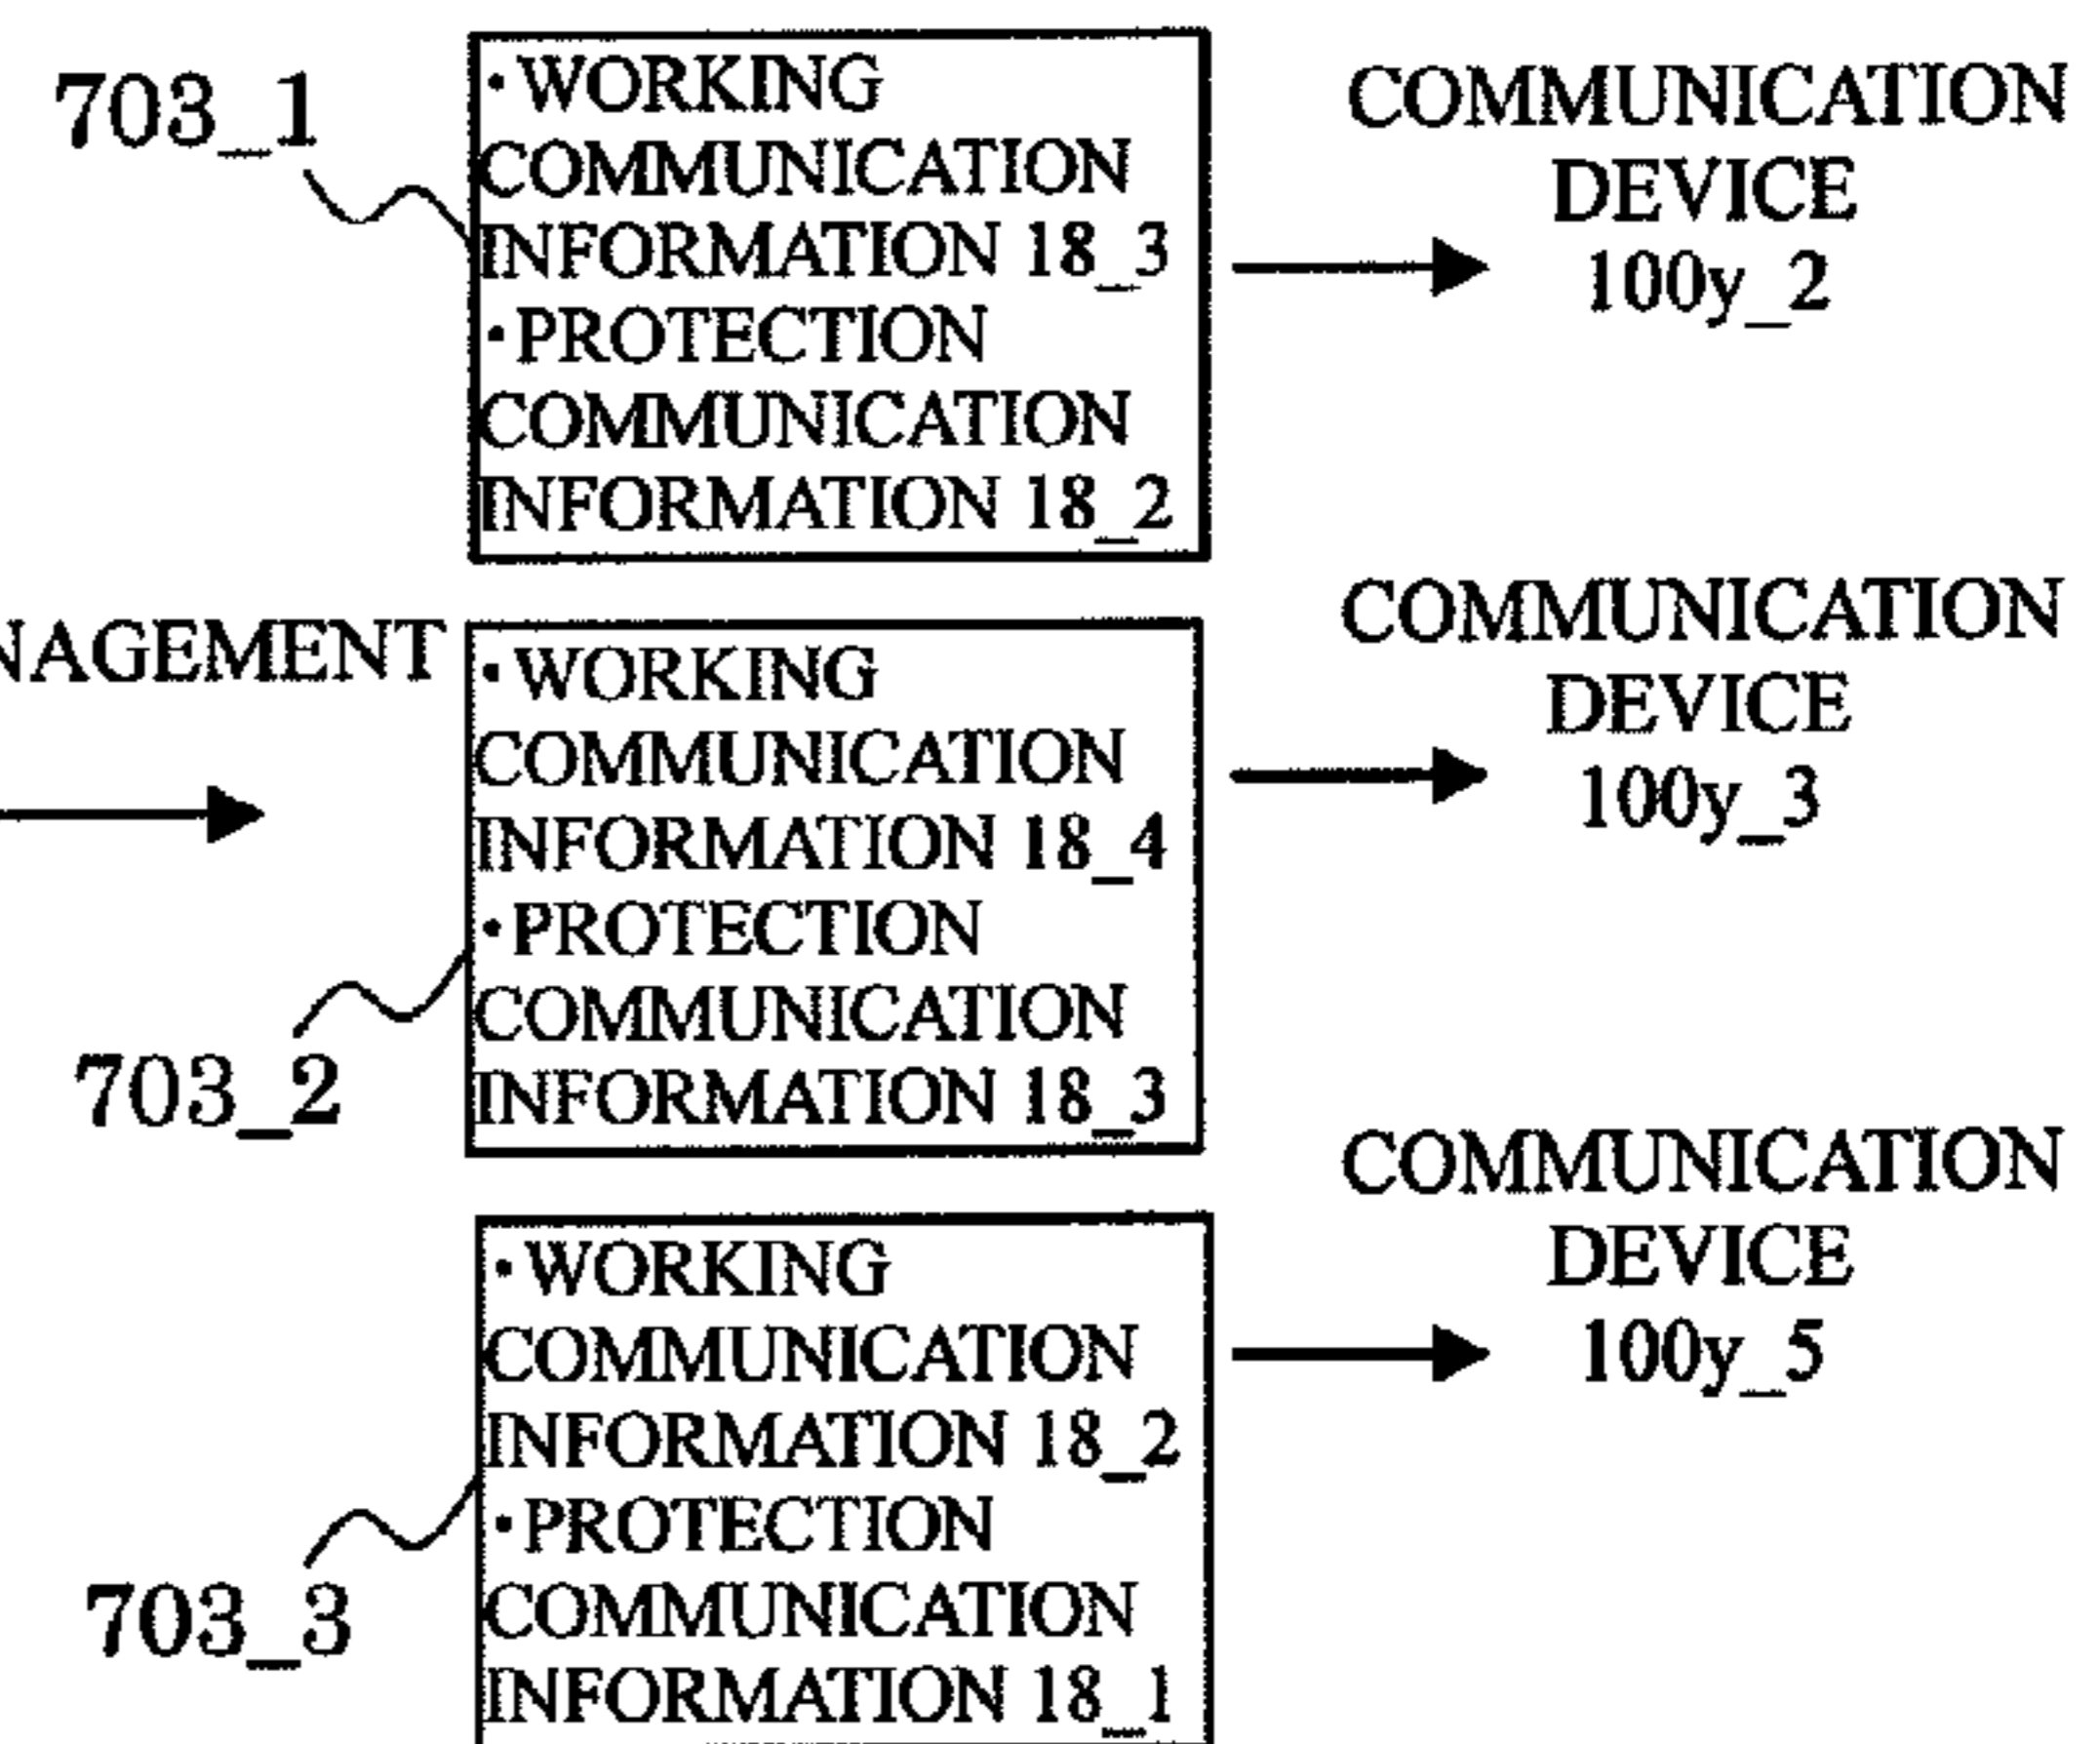 703_1
・WORKING
COMMUNICATION
INFORMATION 18_3
・PROTECTION
COMMUNICATION
INFORMATION 18_2
COMMUNICATION
DEVICE
100y_2
NAGEMENT
・WORKING
COMMUNICATION
INFORMATION 18_4
・PROTECTION
COMMUNICATION
INFORMATION 18_3
703_2
COMMUNICATION
DEVICE
100y_3
・WORKING
COMMUNICATION
INFORMATION 18_2
・PROTECTION
COMMUNICATION
INFORMATION 18_1
703_3
COMMUNICATION
DEVICE
100y_5